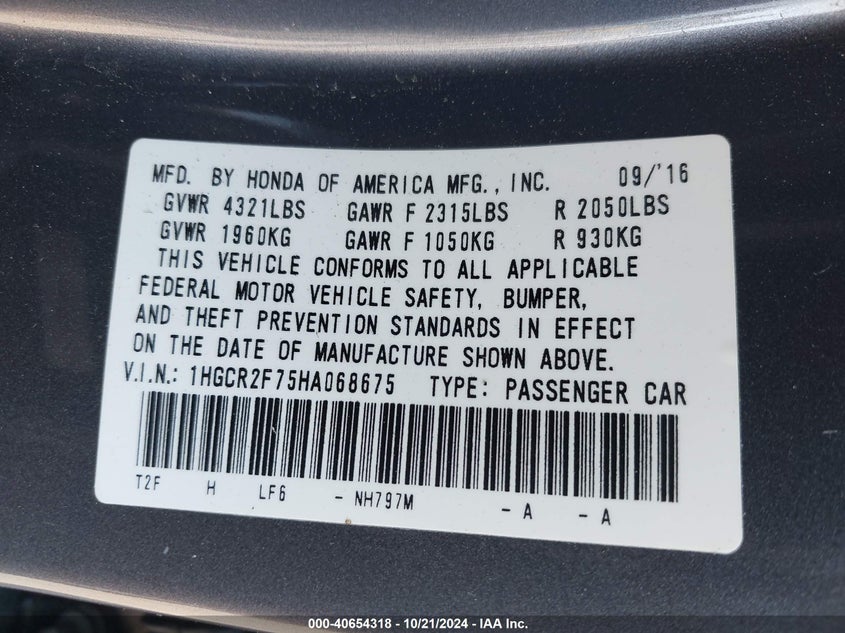 MFD. BY HONDA OF AMERICA MFG., INC. 09/'16
GVWR 4321LBS GAWR F 2315LBS R 2050LBS
GVWR 1960KG GAWR F 1050KG R 930KG
THIS VEHICLE CONFORMS TO ALL APPLICABLE
FEDERAL MOTOR VEHICLE SAFETY, BUMPER,
AND THEFT PREVENTION STANDARDS IN EFFECT
ON THE DATE OF MANUFACTURE SHOWN ABOVE.
V.I.N.: 1HGCR2F75HA068675 TYPE: PASSENGER CAR
T2F H LF6 - NH797M - A - A
000-40654318 - 10/21/2024 - IAA Inc.